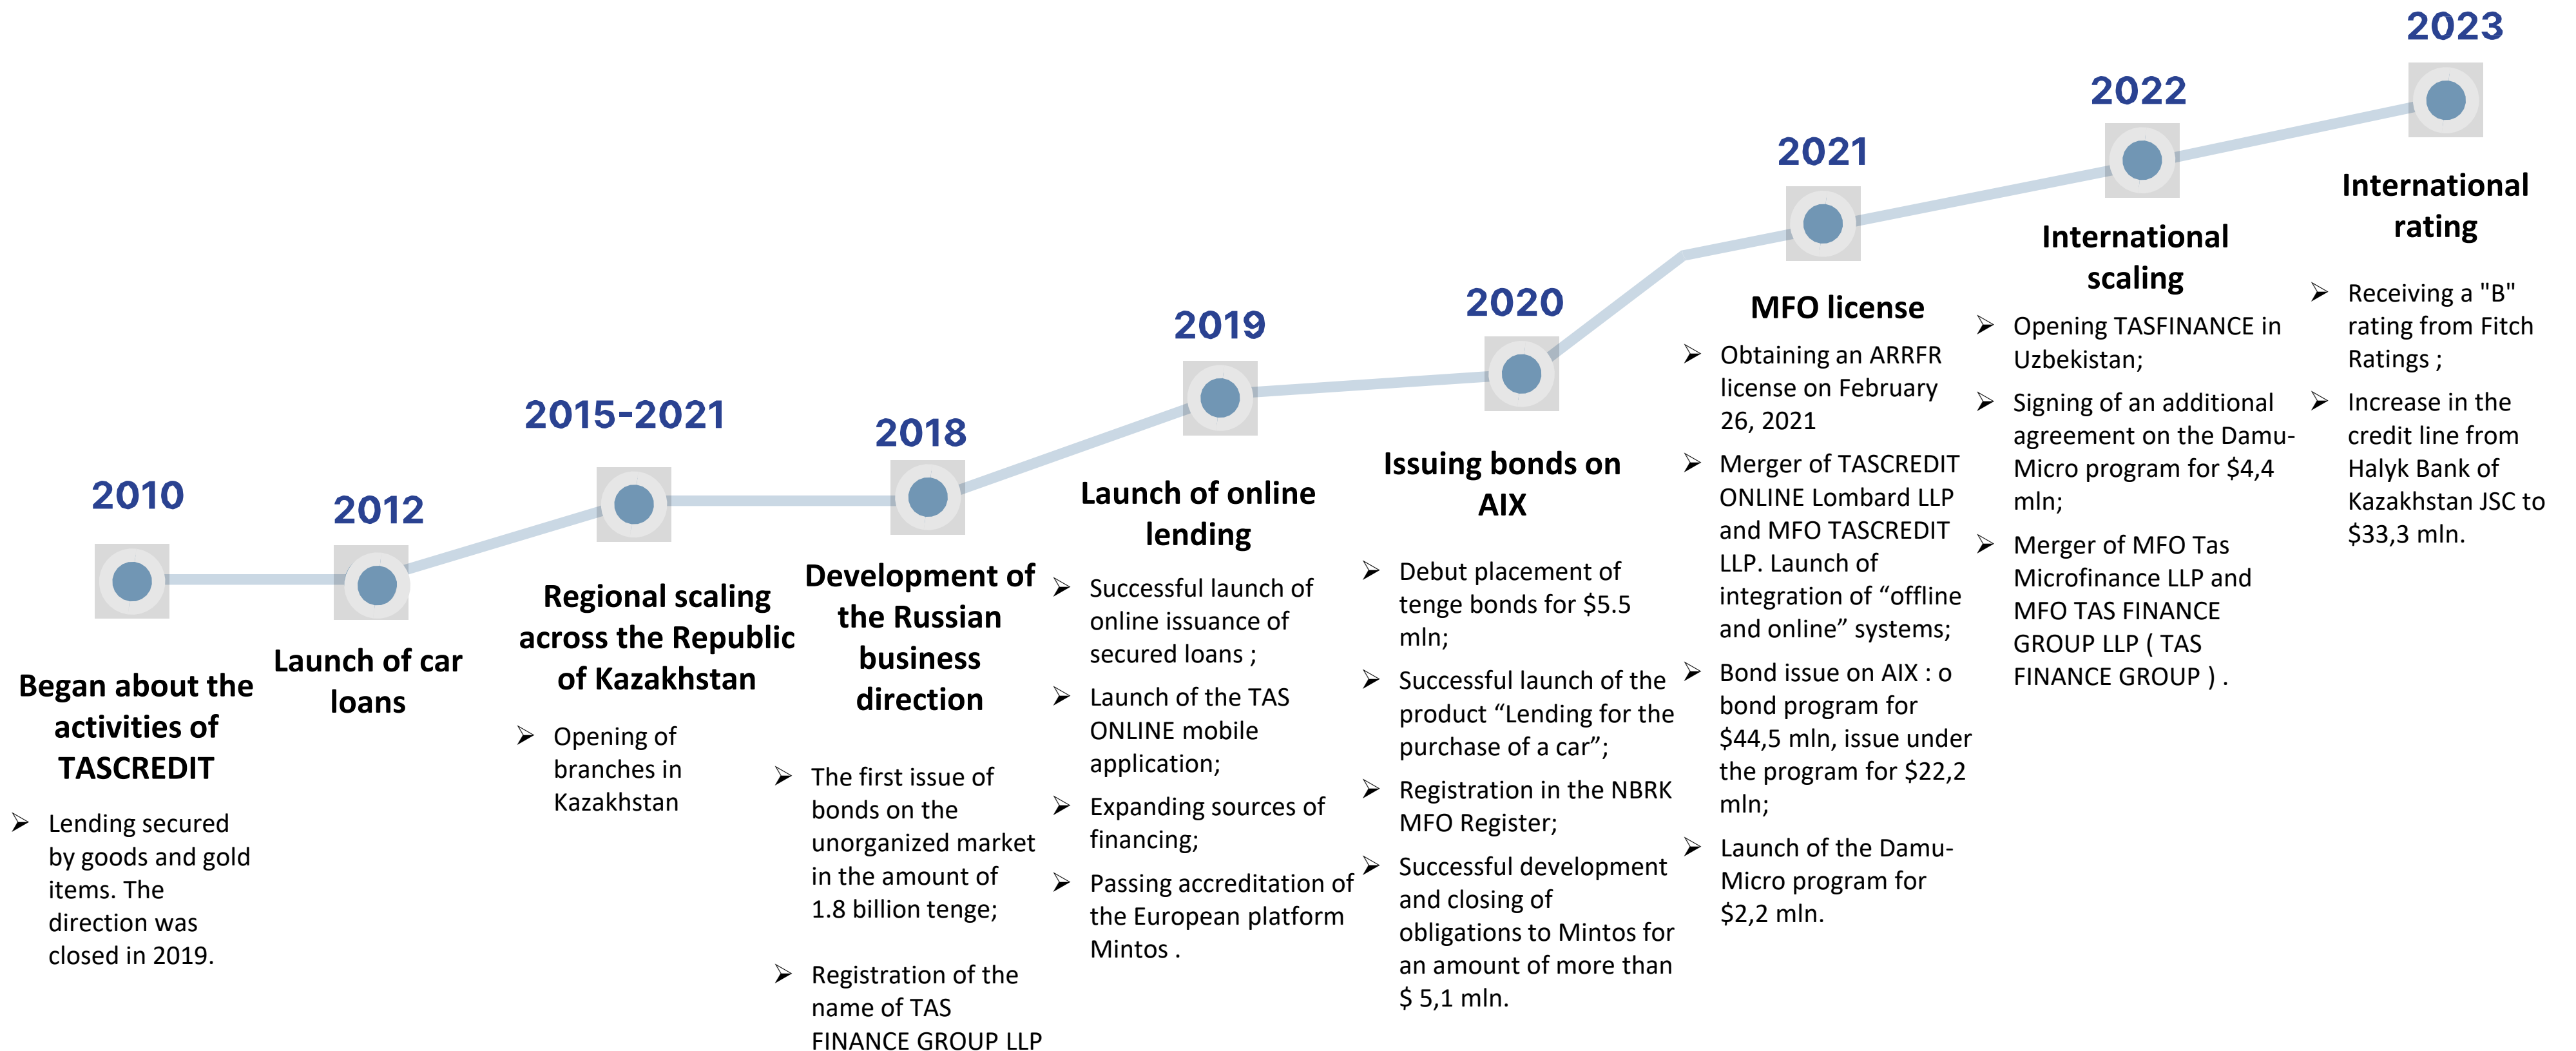 2010
Began about the
activities of
TASCREDIT
➢ Lending secured
by goods and gold
items. The
direction was
closed in 2019.
2012
Launch of car
loans
2015-2021
Regional scaling
across the Republic
of Kazakhstan
➢ Opening of
branches in
Kazakhstan
2018
Development of
the Russian
business
direction
➢ The first issue of
bonds on the
unorganized market
in the amount of
1.8 billion tenge;
➢ Registration of the
name of TAS
FINANCE GROUP LLP
2019
Launch of online
lending
➢ Successful launch of
online issuance of
secured loans ;
➢ Launch of the TAS
ONLINE mobile
application;
➢ Expanding sources of
financing;
➢ Passing accreditation of
the European platform
Mintos .
2020
Issuing bonds on
AIX
➢ Debut placement of
tenge bonds for $5.5
mln;
➢ Successful launch of the
product “Lending for the
purchase of a car”;
➢ Registration in the NBRK
MFO Register;
➢ Successful development
and closing of
obligations to Mintos for
an amount of more than
$ 5,1 mln.
2021
MFO license
➢ Obtaining an ARRFR
license on February
26, 2021
➢ Merger of TASCREDIT
ONLINE Lombard LLP
and MFO TASCREDIT
LLP. Launch of
integration of “offline
and online” systems;
➢ Bond issue on AIX : o
bond program for
$44,5 mln, issue under
the program for $22,2
mln;
➢ Launch of the Damu-
Micro program for
$2,2 mln.
2022
International
scaling
➢ Opening TASFINANCE in
Uzbekistan;
➢ Signing of an additional
agreement on the Damu-
Micro program for $4,4
mln;
➢ Merger of MFO Tas
Microfinance LLP and
MFO TAS FINANCE
GROUP LLP ( TAS
FINANCE GROUP ) .
2023
International
rating
➢ Receiving a "B"
rating from Fitch
Ratings ;
➢ Increase in the
credit line from
Halyk Bank of
Kazakhstan JSC to
$33,3 mln.